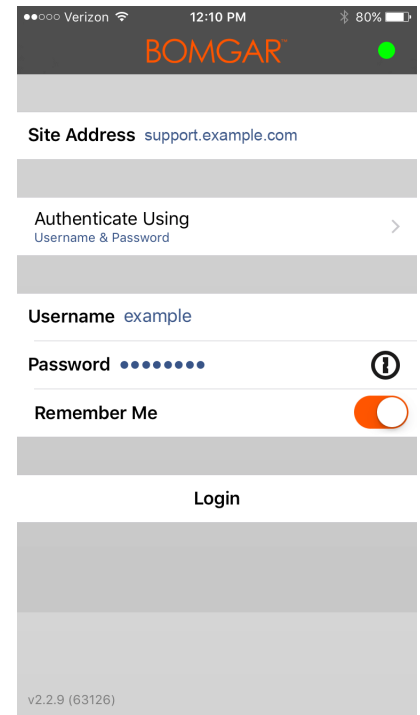 ●●○○○ Verizon 12:10 PM 80%
BOMGAR™
Site Address support.example.com
Authenticate Using
Username & Password
Username example
Password ●●●●●●●●
Remember Me
Login
v2.2.9 (63126)